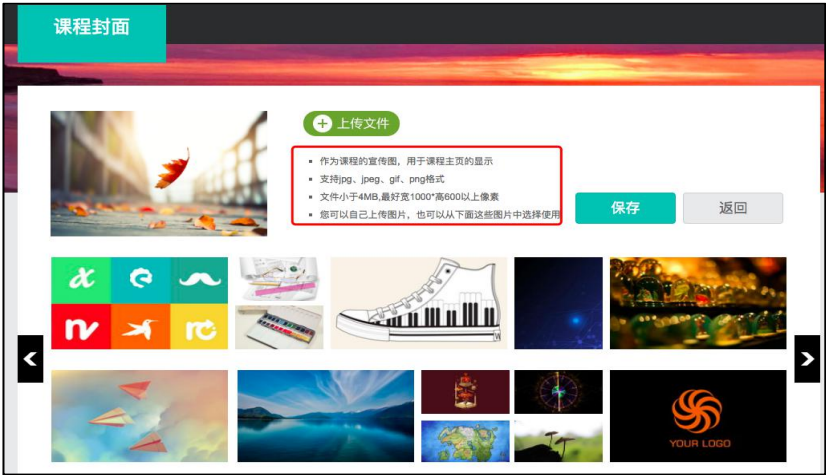 课程封面
上传文件
作为课程的宣传图，用于课程主页的显示
支持jpg、jpeg、gif、png格式
文件小于4MB,最好宽1000*高600以上像素
您可以自己上传图片，也可以从下面这些图片中选择使用
保存
返回
YOUR LOGO